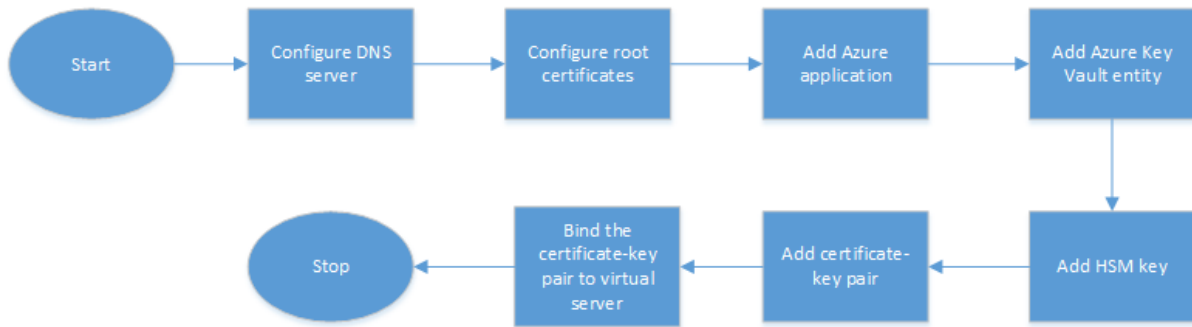 Start
Configure DNS
server
Configure root
certificates
Add Azure
application
Add Azure Key
Vault entity
Add HSM key
Add certificate-
key pair
Bind the
certificate-key
pair to virtual
server
Stop